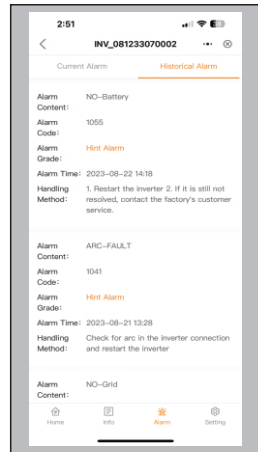 2:51
INV_081233070002
Current Alarm Historical Alarm
Alarm NO-Battery
Content:
Alarm 1055
Code:
Alarm Hint Alarm
Grade:
Alarm Time: 2023-08-22 14:18
Handling 1. Restart the inverter 2. If it is still not
Method: resolved, contact the factory's customer
service.
Alarm ARC-FAULT
Content:
Alarm 1041
Code:
Alarm Hint Alarm
Grade:
Alarm Time: 2023-08-21 13:28
Handling Check for arc in the inverter connection
Method: and restart the inverter
Alarm NO-Grid
Content:
Home Info Alarm Setting